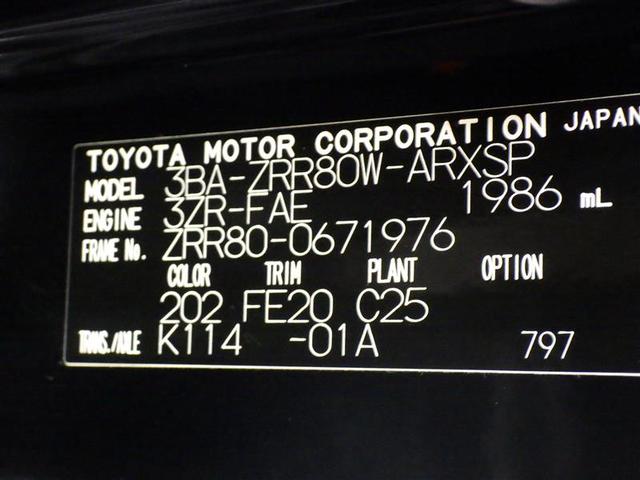 TOYOTA MOTOR CORPORATION JAPAN
MODEL 3BA-ZRR80W-ARXSP
ENGINE 3ZR-FAE 1986 mL
FRAME No. ZRR80-0671976
COLOR TRIM PLANT OPTION
202 FE20 C25
TRANS./AXLE K114 -01A 797